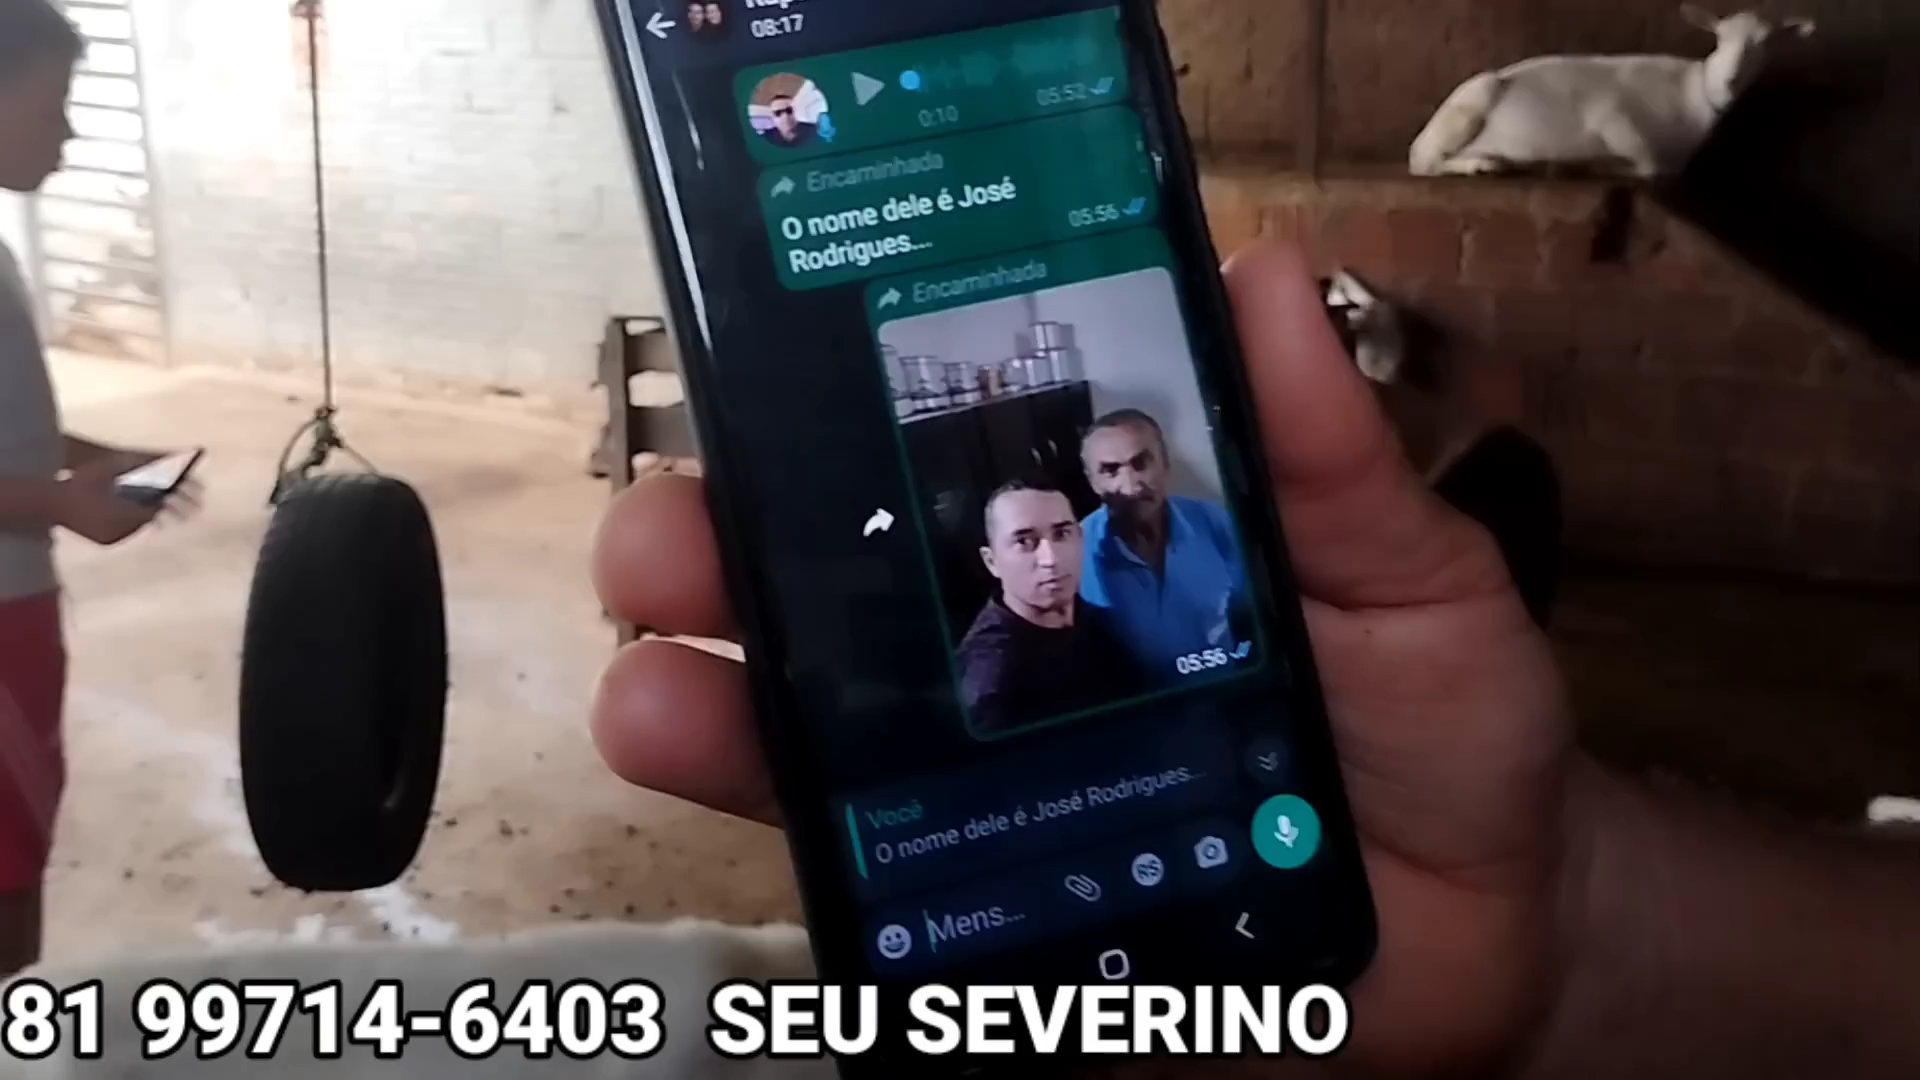 08:17
0:10
05:52
Encaminhada
O nome dele é José
Rodrigues...
05:56
Encaminhada
05:56
Você
O nome dele é José Rodrigues...
Mens...
81 99714-6403 SEU SEVERINO